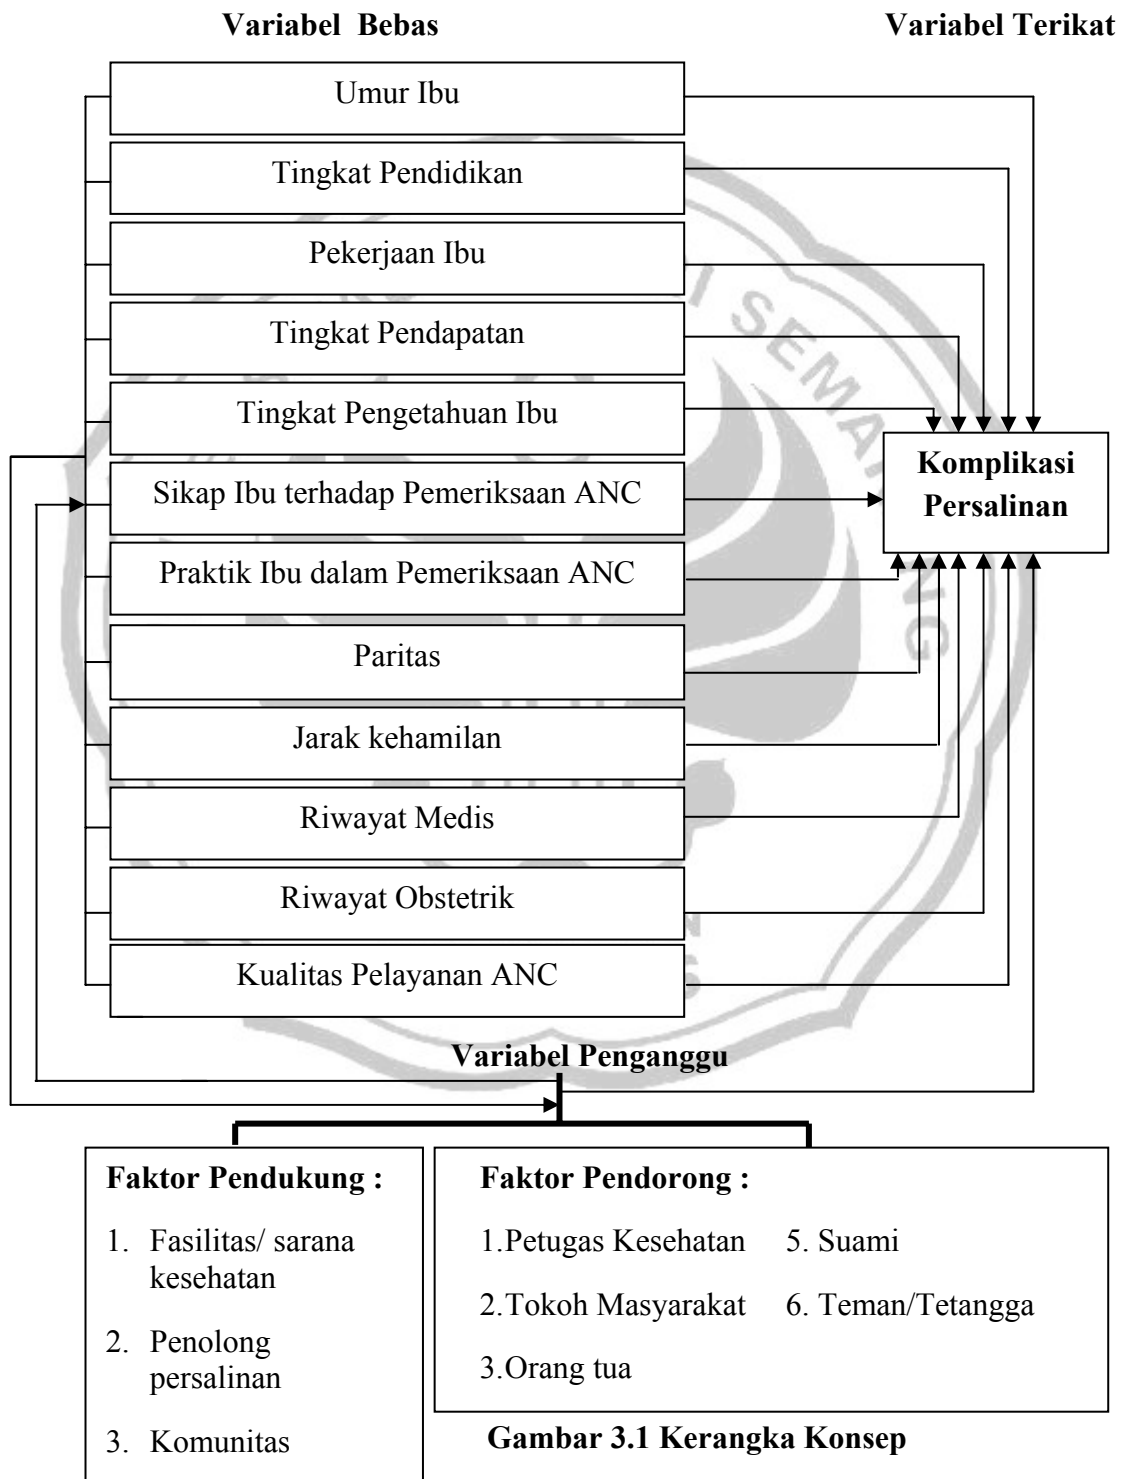 Variabel Bebas
Variabel Terikat
Umur Ibu
Tingkat Pendidikan
Pekerjaan Ibu
Tingkat Pendapatan
Tingkat Pengetahuan Ibu
Sikap Ibu terhadap Pemeriksaan ANC
Praktik Ibu dalam Pemeriksaan ANC
Paritas
Jarak kehamilan
Riwayat Medis
Riwayat Obstetrik
Kualitas Pelayanan ANC
Komplikasi
Persalinan
Variabel Penganggu
Faktor Pendukung :
1. Fasilitas/ sarana
kesehatan
2. Penolong
persalinan
3. Komunitas
Faktor Pendorong :
1.Petugas Kesehatan 5. Suami
2.Tokoh Masyarakat 6. Teman/Tetangga
3.Orang tua
Gambar 3.1 Kerangka Konsep
SEMARANG